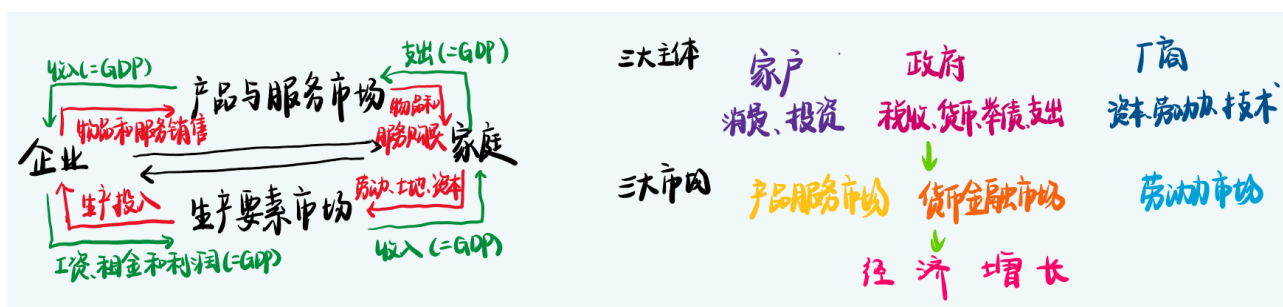 收入(=GDP)
支出(=GDP)
产品与服务市场
物品和服务销售
物品和
服务购买
企业
家庭
生产投入
生产要素市场
劳动、土地、资本
工资、租金和利润(=GDP)
收入(=GDP)
三大主体
家户
政府
厂商
消费、投资
税收、货币、举债、支出
资本、劳动力、技术
三大市场
产品服务市场
货币金融市场
劳动力市场
经济增长